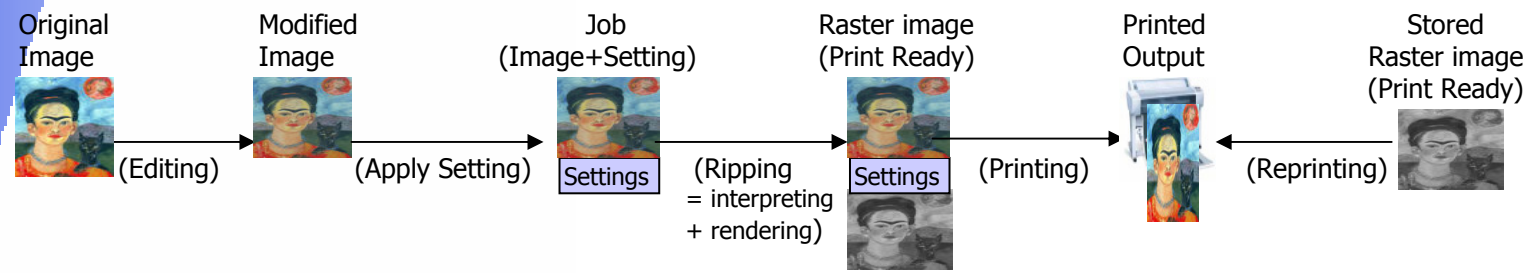 Original
Image
Modified
Image
Job
(Image+Setting)
Raster image
(Print Ready)
Printed
Output
Stored
Raster image
(Print Ready)
(Editing)
(Apply Setting)
Settings
(Ripping
= interpreting
+ rendering)
Settings
(Printing)
(Reprinting)